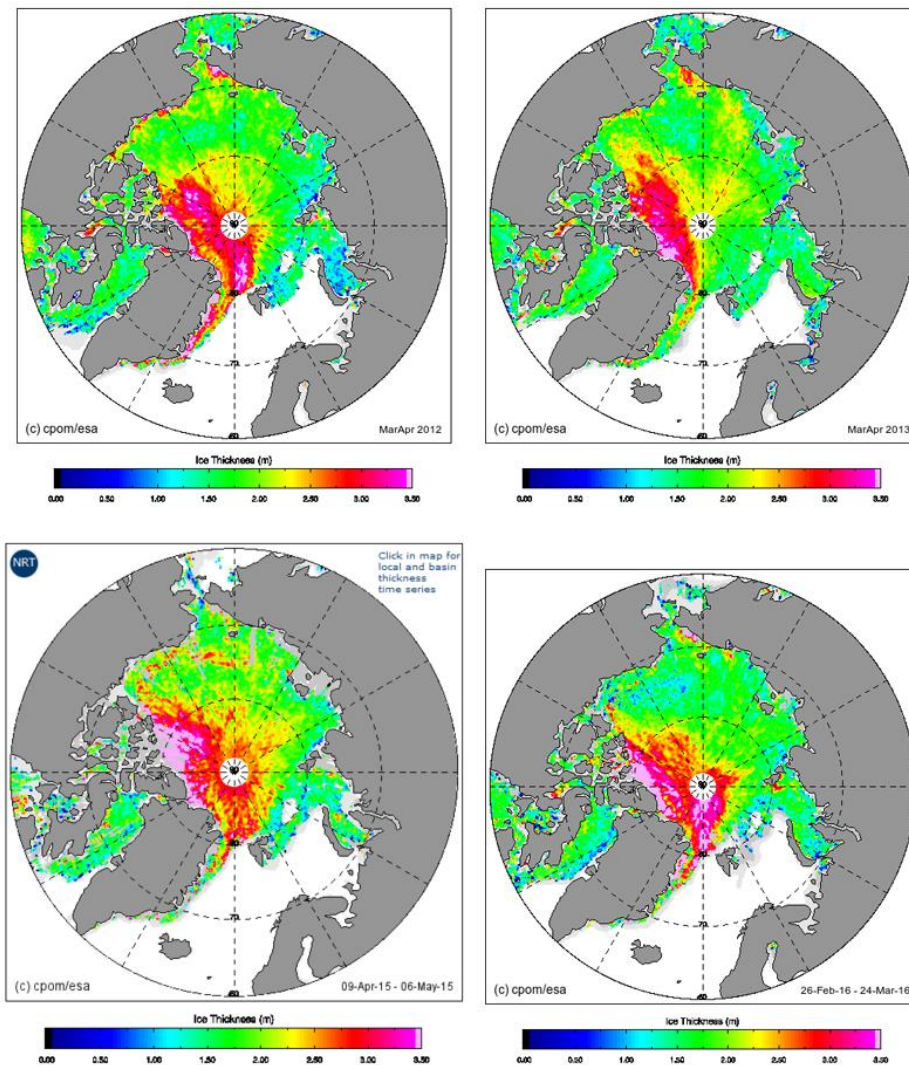 (c) cpom/esa
MarApr 2012
Ice Thickness (m)
0.00 0.50 1.00 1.50 2.00 2.50 3.00 3.50
(c) cpom/esa
MarApr 2013
Ice Thickness (m)
0.00 0.50 1.00 1.50 2.00 2.50 3.00 3.50
NRT
Click in map for
local and basin
thickness
time series
(c) cpom/esa
09-Apr-15 - 06-May-15
Ice Thickness (m)
0.00 0.50 1.00 1.50 2.00 2.50 3.00 3.50
(c) cpom/esa
26-Feb-16 - 24-Mar-16
Ice Thickness (m)
0.00 0.50 1.00 1.50 2.00 2.50 3.00 3.50